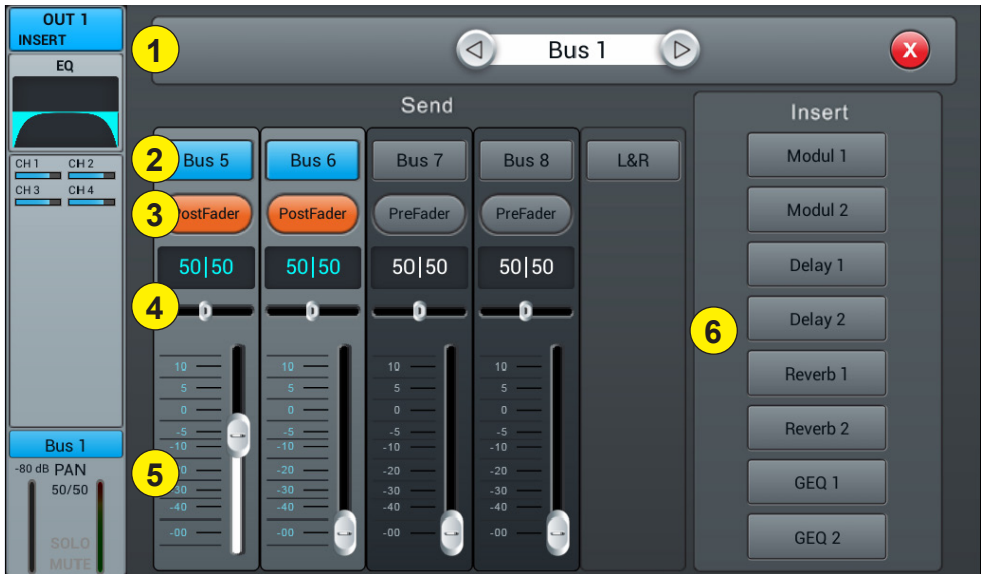 OUT 1
INSERT
EQ
CH 1 CH 2
CH 3 CH 4
Bus 1
-80 dB PAN
50/50
SOLO
MUTE
1
Bus 1
X
Send
2 Bus 5 Bus 6 Bus 7 Bus 8 L&R
3 ostFader PostFader PreFader PreFader
50|50 50|50 50|50 50|50
4
10 10 10 10
5 5 5 5
0 0 0 0
-5 -5 -5 -5
-10 -10 -10 -10
5 0 -20 -20 -20
-30 -30 -30 -30
-40 -40 -40 -40
-00 -00 -00 -00
Insert
Modul 1
Modul 2
Delay 1
Delay 2
6
Reverb 1
Reverb 2
GEQ 1
GEQ 2